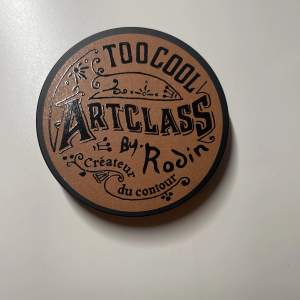 TOO COOL
ARTCLASS
By. Rodin
Créateur
du contour